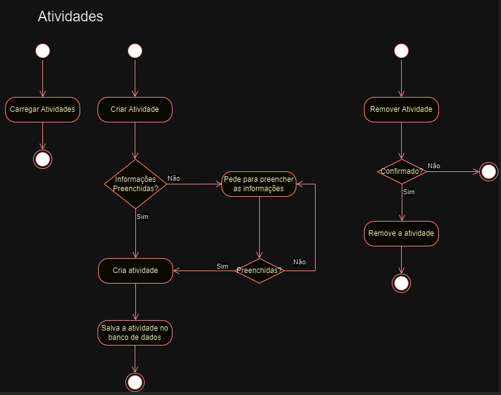 Atividades
Carregar Atividades
Criar Atividade
Remover Atividade
Informações
Preenchidas?
Não
Pede para preencher
as informações
Confirmado?
Não
Sim
Sim
Remove a atividade
Cria atividade
Sim
Preenchidas?
Não
Salva a atividade no
banco de dados